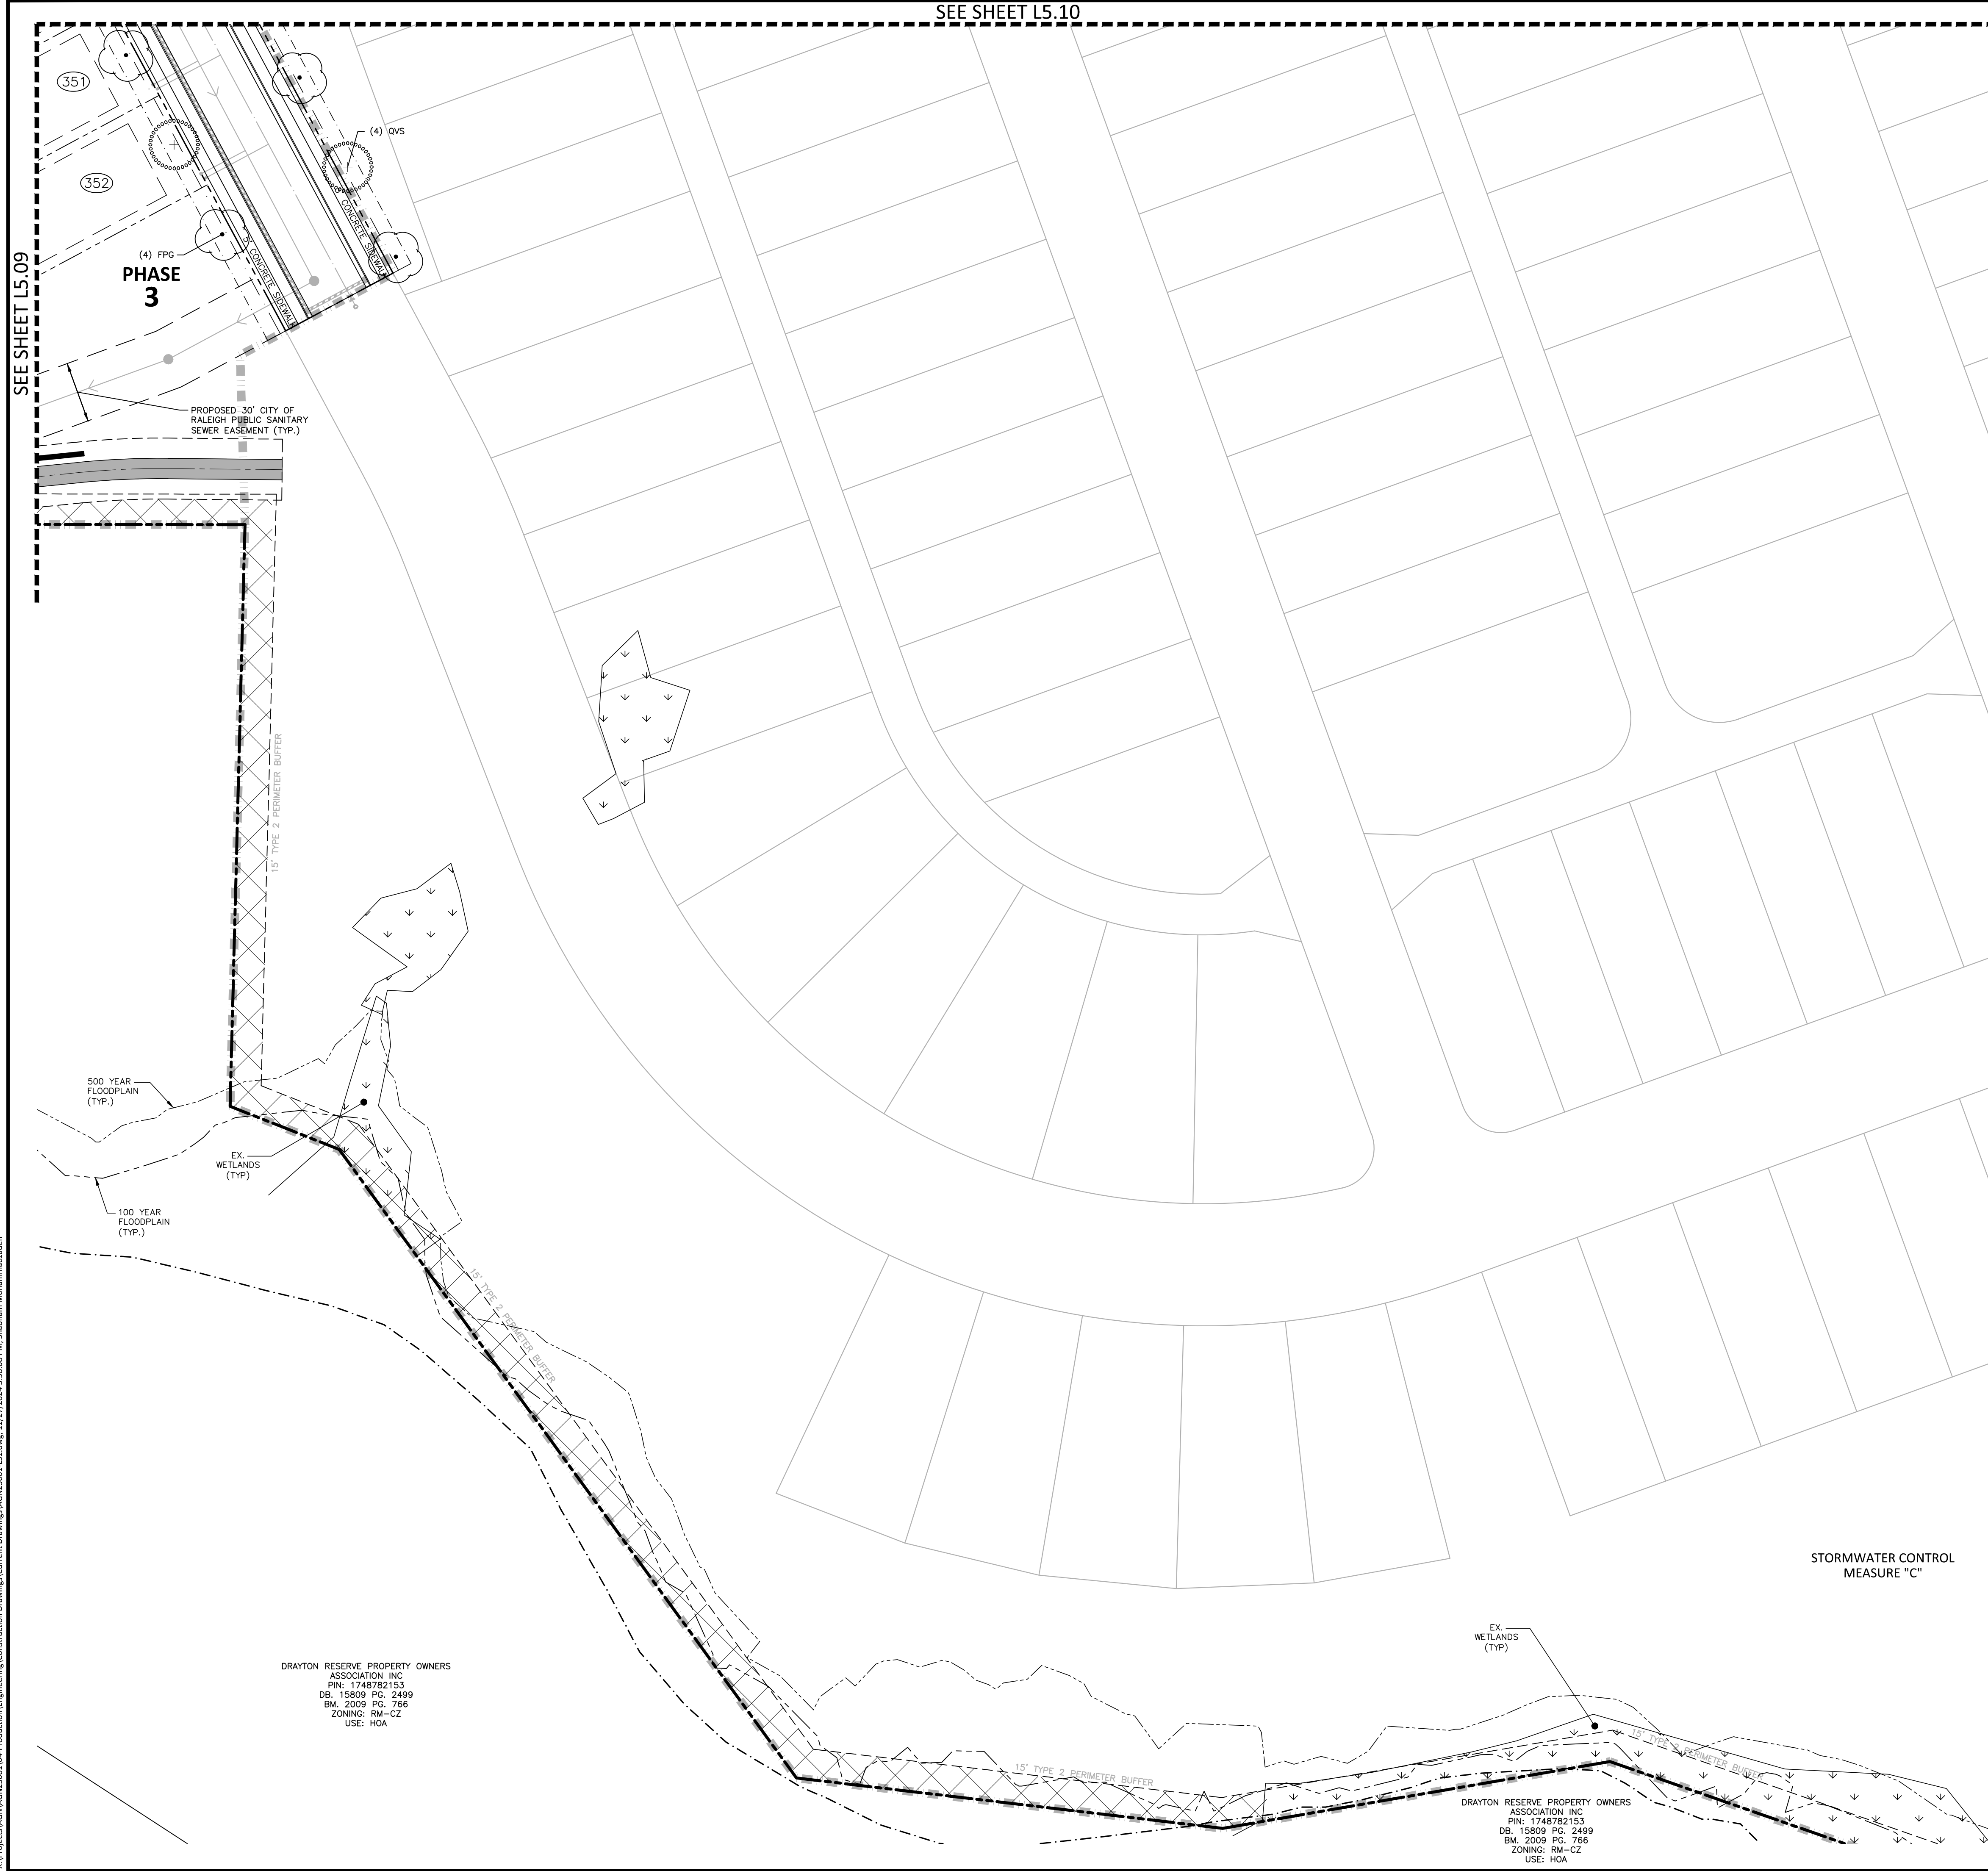 SEE SHEET L5.10
SEE SHEET L5.09
351
352
(4) QVS
(4) FPG
PHASE
3
5' CONCRETE SIDEWALK
CONCRETE SIDEWALK
PROPOSED 30' CITY OF
RALEIGH PUBLIC SANITARY
SEWER EASEMENT (TYP.)
15' TYPE 2 PERIMETER BUFFER
500 YEAR
FLOODPLAIN
(TYP.)
EX.
WETLANDS
(TYP)
100 YEAR
FLOODPLAIN
(TYP.)
15' TYPE 2 PERIMETER BUFFER
STORMWATER CONTROL
MEASURE "C"
EX.
WETLANDS
(TYP)
DRAYTON RESERVE PROPERTY OWNERS
ASSOCIATION INC
PIN: 1748782153
DB. 15809 PG. 2499
BM. 2009 PG. 766
ZONING: RM-CZ
USE: HOA
15' TYPE 2 PERIMETER BUFFER
15' TYPE 2 PERIMETER BUFFER
DRAYTON RESERVE PROPERTY OWNERS
ASSOCIATION INC
PIN: 1748782153
DB. 15809 PG. 2499
BM. 2009 PG. 766
ZONING: RM-CZ
USE: HOA